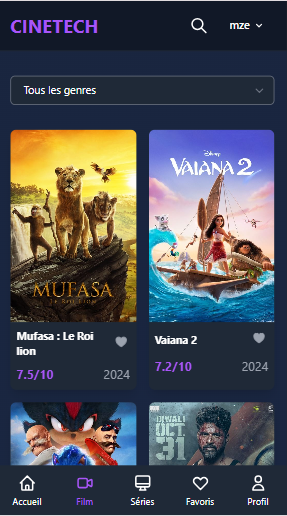 CINETECH
mze
Tous les genres
MUFASA
LE ROI LION
Disney
VAIANA 2
Mufasa : Le Roi
lion
7.5/10
2024
Vaiana 2
7.2/10
2024
DIWALI
OCT
31
Accueil
Film
Séries
Favoris
Profil